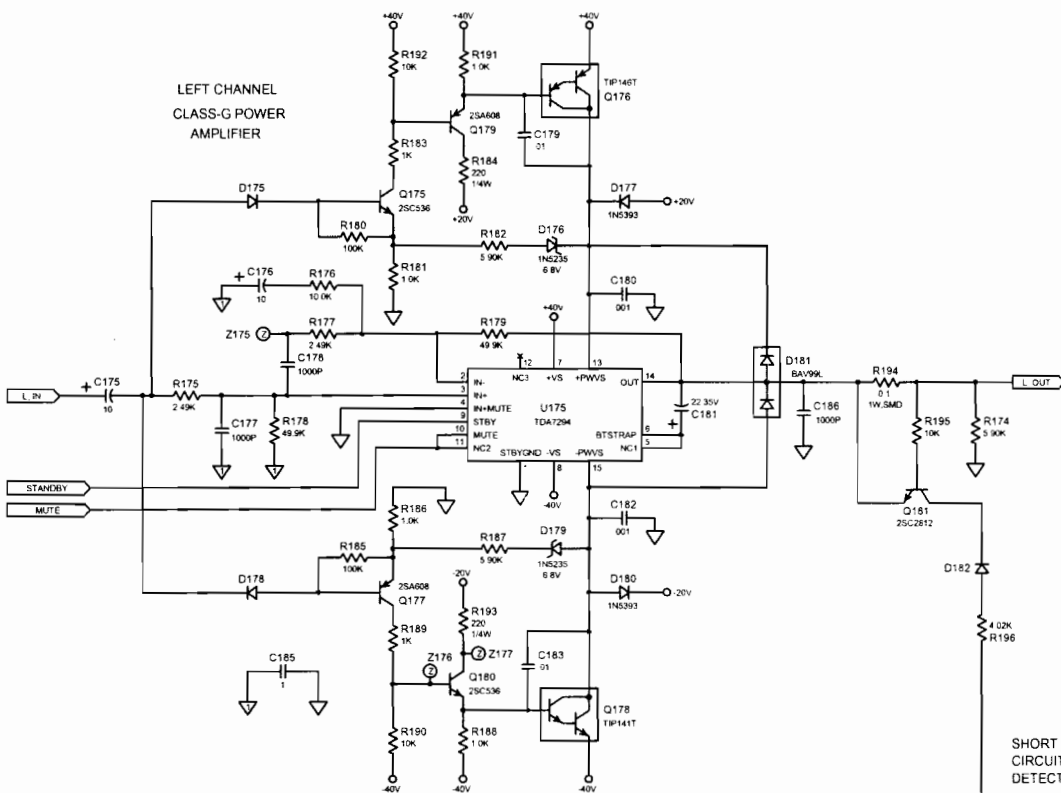 +40V
+40V
+40V
R192
10K
R191
1.0K
TIP146T
Q176
LEFT CHANNEL
CLASS-G POWER
AMPLIFIER
2SA608
Q179
C179
.01
R183
1K
R184
220
1/4W
+20V
D175
Q175
2SC536
D177
1N5393
+20V
R180
100K
R182
5.90K
D176
1N5235
6.8V
R181
1.0K
C176
+
10
R176
10.0K
C180
.001
+40V
Z175
Z
R177
2.49K
R179
49.9K
C178
1000P
D181
BAV99L
L_IN
C175
+
10
R175
2.49K
C177
1000P
R178
49.9K
2
3
4
9
10
11
IN-
IN+
IN+MUTE
STBY
MUTE
NC2
12
NC3
7
+VS
13
+PWVS
U175
TDA7294
OUT
14
BTSTRAP
6
NC1
5
STBYGND
1
-VS
8
-PWVS
15
22 35V
C181
+
C186
1000P
R194
0.1
1W,SMD
L_OUT
R195
10K
R174
5.90K
STANDBY
MUTE
-40V
Q181
2SC2812
R186
1.0K
C182
.001
R185
100K
R187
5.90K
D179
1N5235
6.8V
D178
2SA608
Q177
-20V
D180
1N5393
-20V
D182
R193
220
1/4W
R189
1K
4.02K
R196
Z176
Z
Z
Z177
C183
.01
C185
.1
Q180
2SC536
Q178
TIP141T
R190
10K
R188
1.0K
-40V
-40V
-40V
1
1
1
1
1
SHORT
CIRCUIT
DETECT